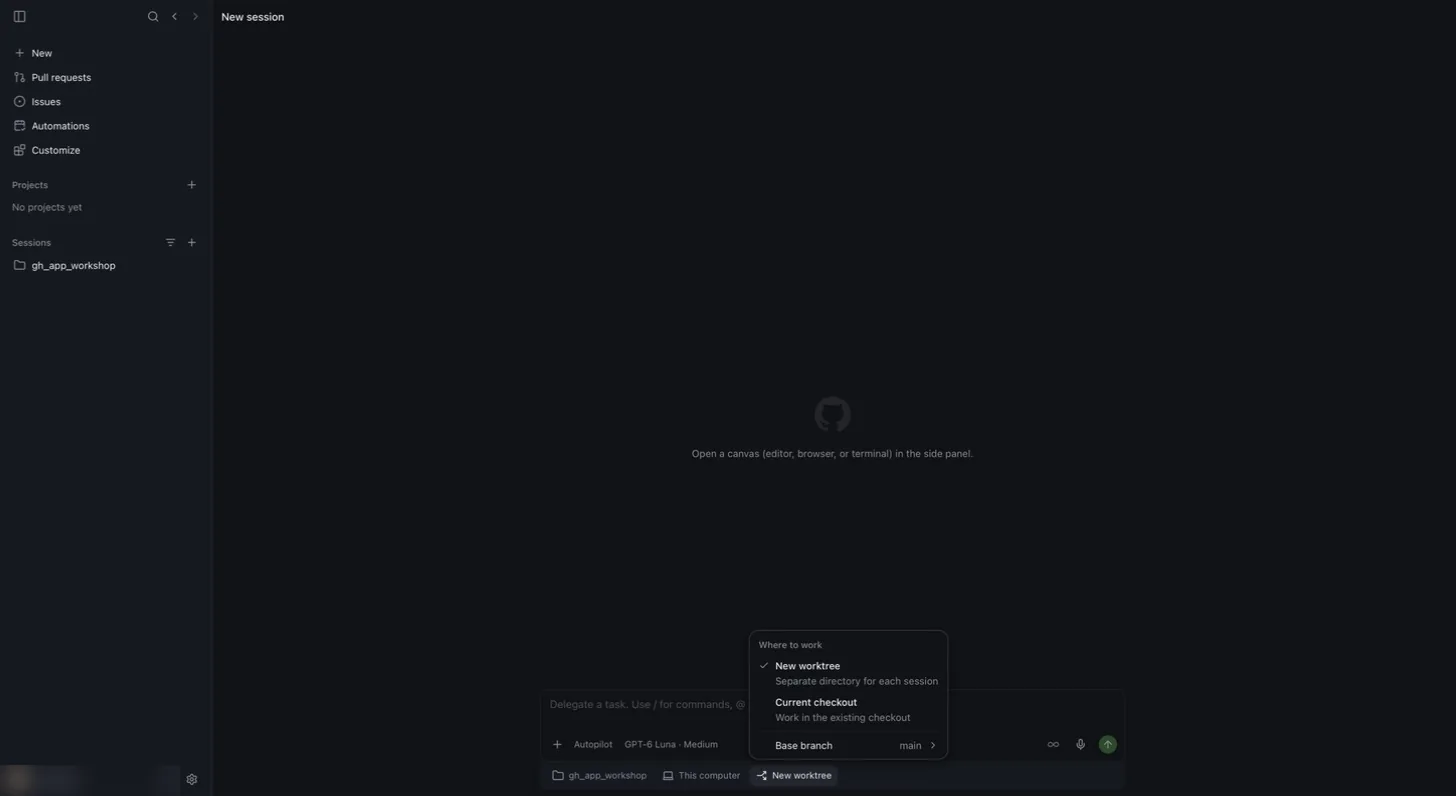 New session
New
Pull requests
Issues
Automations
Customize
Projects
No projects yet
Sessions
gh_app_workshop
Open a canvas (editor, browser, or terminal) in the side panel.
Where to work
New worktree
Separate directory for each session
Current checkout
Work in the existing checkout
Base branch main
Delegate a task. Use / for commands, @
Autopilot GPT-6 Luna · Medium
gh_app_workshop This computer New worktree